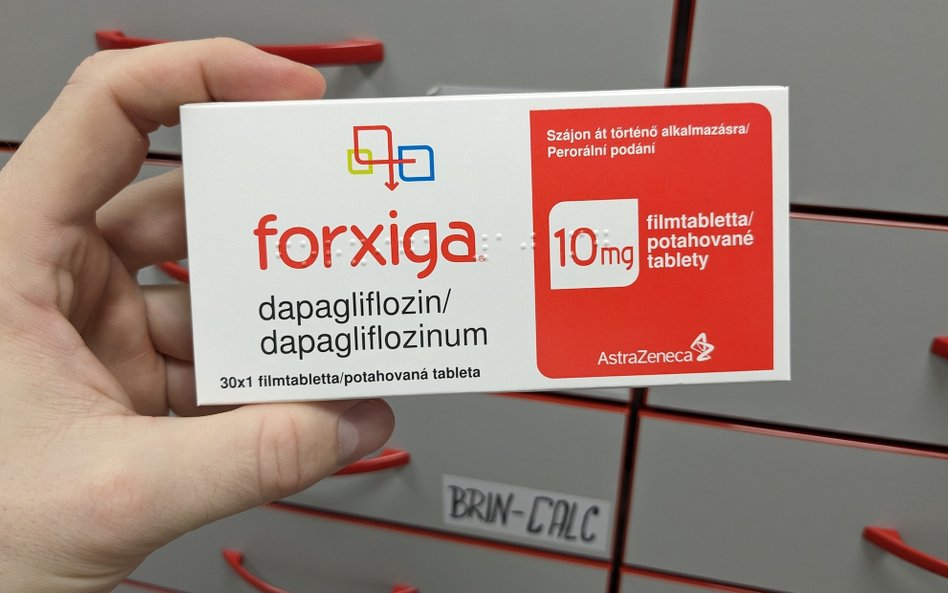 forxiga
dapagliflozin/
dapagliflozinum
30x1 filmtabletta/potahovaná tableta
Szájon át történő alkalmazásra/
Perorální podání
10mg
filmtabletta/
potahované
tablety
AstraZeneca
BRIN-CALC